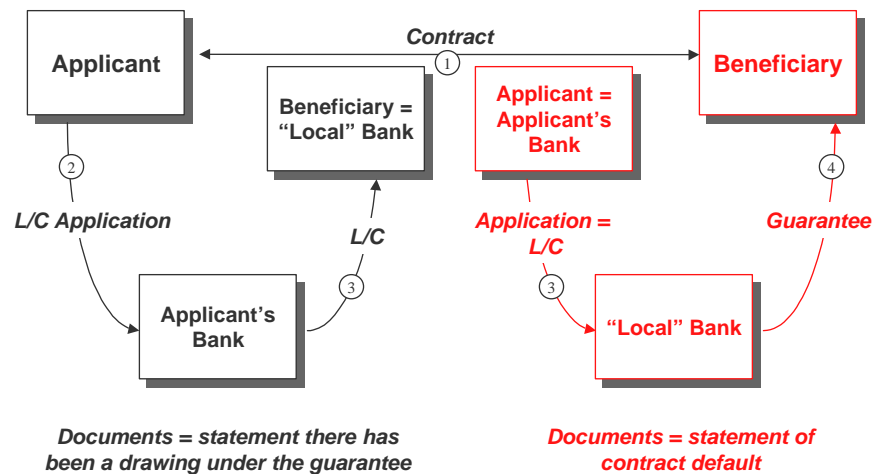 Contract
1
Applicant
Beneficiary =
“Local” Bank
Applicant =
Applicant’s
Bank
Beneficiary
2
4
L/C Application
L/C
Application =
L/C
Guarantee
3
3
Applicant’s
Bank
“Local” Bank
Documents = statement there has
been a drawing under the guarantee
Documents = statement of
contract default